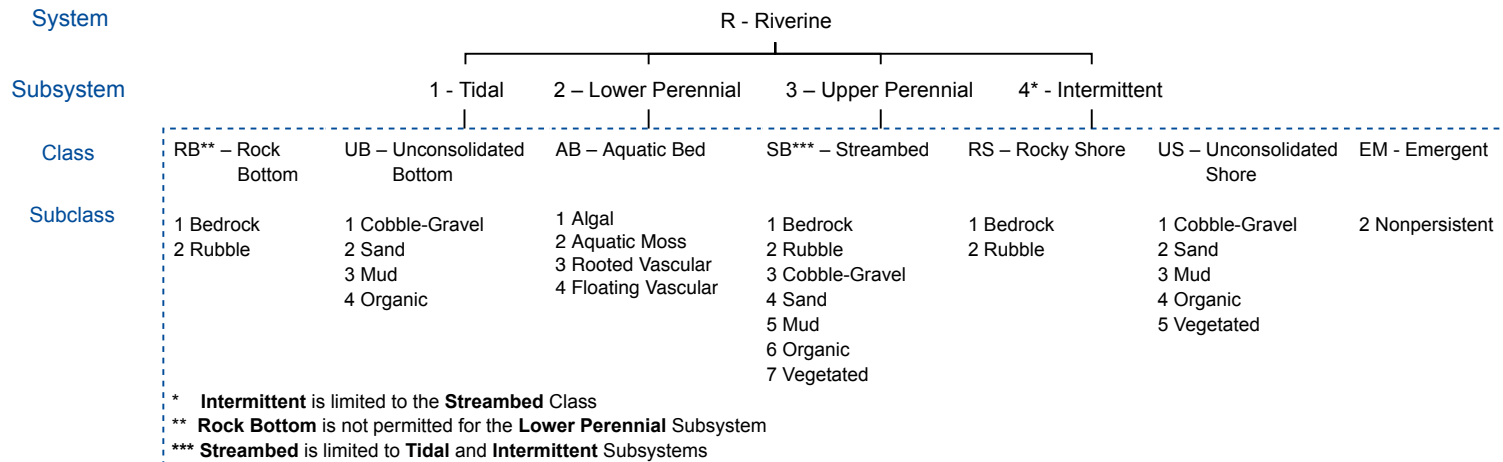 System
R - Riverine
Subsystem
1 - Tidal
2 – Lower Perennial
3 – Upper Perennial
4* - Intermittent
Class
RB** – Rock
Bottom
UB – Unconsolidated
Bottom
AB – Aquatic Bed
SB*** – Streambed
RS – Rocky Shore
US – Unconsolidated
Shore
EM - Emergent
Subclass
1 Bedrock
2 Rubble
1 Cobble-Gravel
2 Sand
3 Mud
4 Organic
1 Algal
2 Aquatic Moss
3 Rooted Vascular
4 Floating Vascular
1 Bedrock
2 Rubble
3 Cobble-Gravel
4 Sand
5 Mud
6 Organic
7 Vegetated
1 Bedrock
2 Rubble
1 Cobble-Gravel
2 Sand
3 Mud
4 Organic
5 Vegetated
2 Nonpersistent
* Intermittent is limited to the Streambed Class
** Rock Bottom is not permitted for the Lower Perennial Subsystem
*** Streambed is limited to Tidal and Intermittent Subsystems